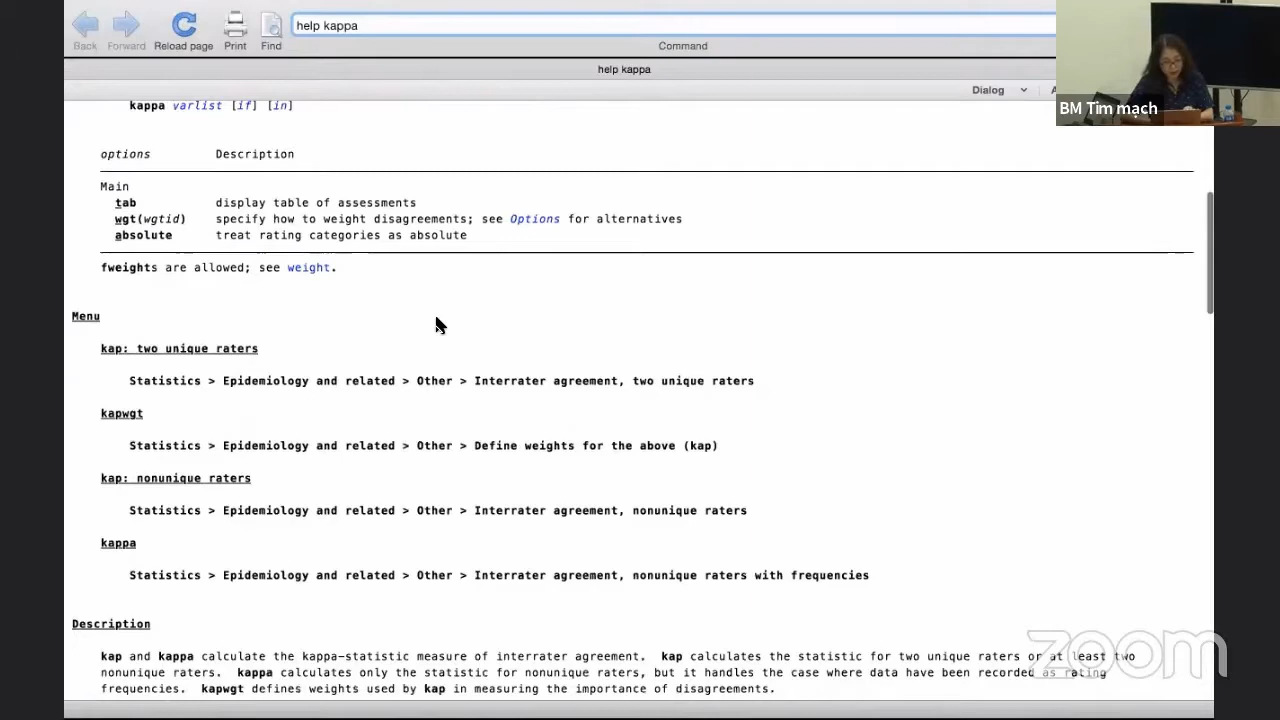 help kappa
Back Forward Reload page Print Find Command
help kappa
Dialog
kappa varlist [if] [in]
options Description
Main
tab display table of assessments
wgt(wgtid) specify how to weight disagreements; see Options for alternatives
absolute treat rating categories as absolute
fweights are allowed; see weight.
Menu
kap: two unique raters
Statistics > Epidemiology and related > Other > Interrater agreement, two unique raters
kapwgt
Statistics > Epidemiology and related > Other > Define weights for the above (kap)
kap: nonunique raters
Statistics > Epidemiology and related > Other > Interrater agreement, nonunique raters
kappa
Statistics > Epidemiology and related > Other > Interrater agreement, nonunique raters with frequencies
Description
kap and kappa calculate the kappa-statistic measure of interrater agreement. kap calculates the statistic for two unique raters or at least two
nonunique raters. kappa calculates only the statistic for nonunique raters, but it handles the case where data have been recorded as rating
frequencies. kapwgt defines weights used by kap in measuring the importance of disagreements.
BM Tim mạch
zoom